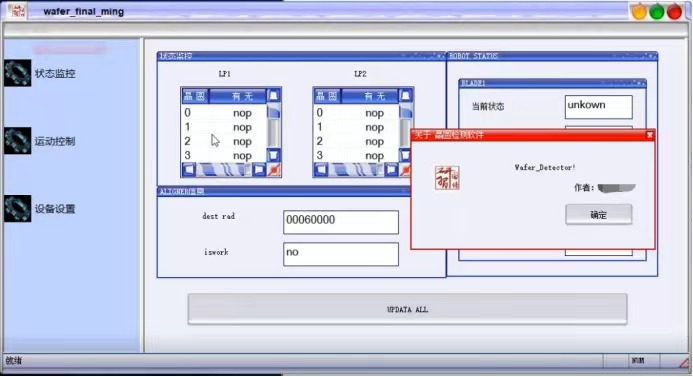 wafer_final_ming
状态监控
运动控制
设备设置
状态监控
LP1
LP2
晶圆 有无
0 nop
1 nop
2 nop
3 nop
晶圆 有无
0 nop
1 nop
2 nop
3 nop
ROBOT STATUS
BLADE1
当前状态
unkown
关于 晶圆检测软件
Wafer_Detector!
作者:
确定
dest rad
00060000
iswork
no
UPDATA ALL
就绪